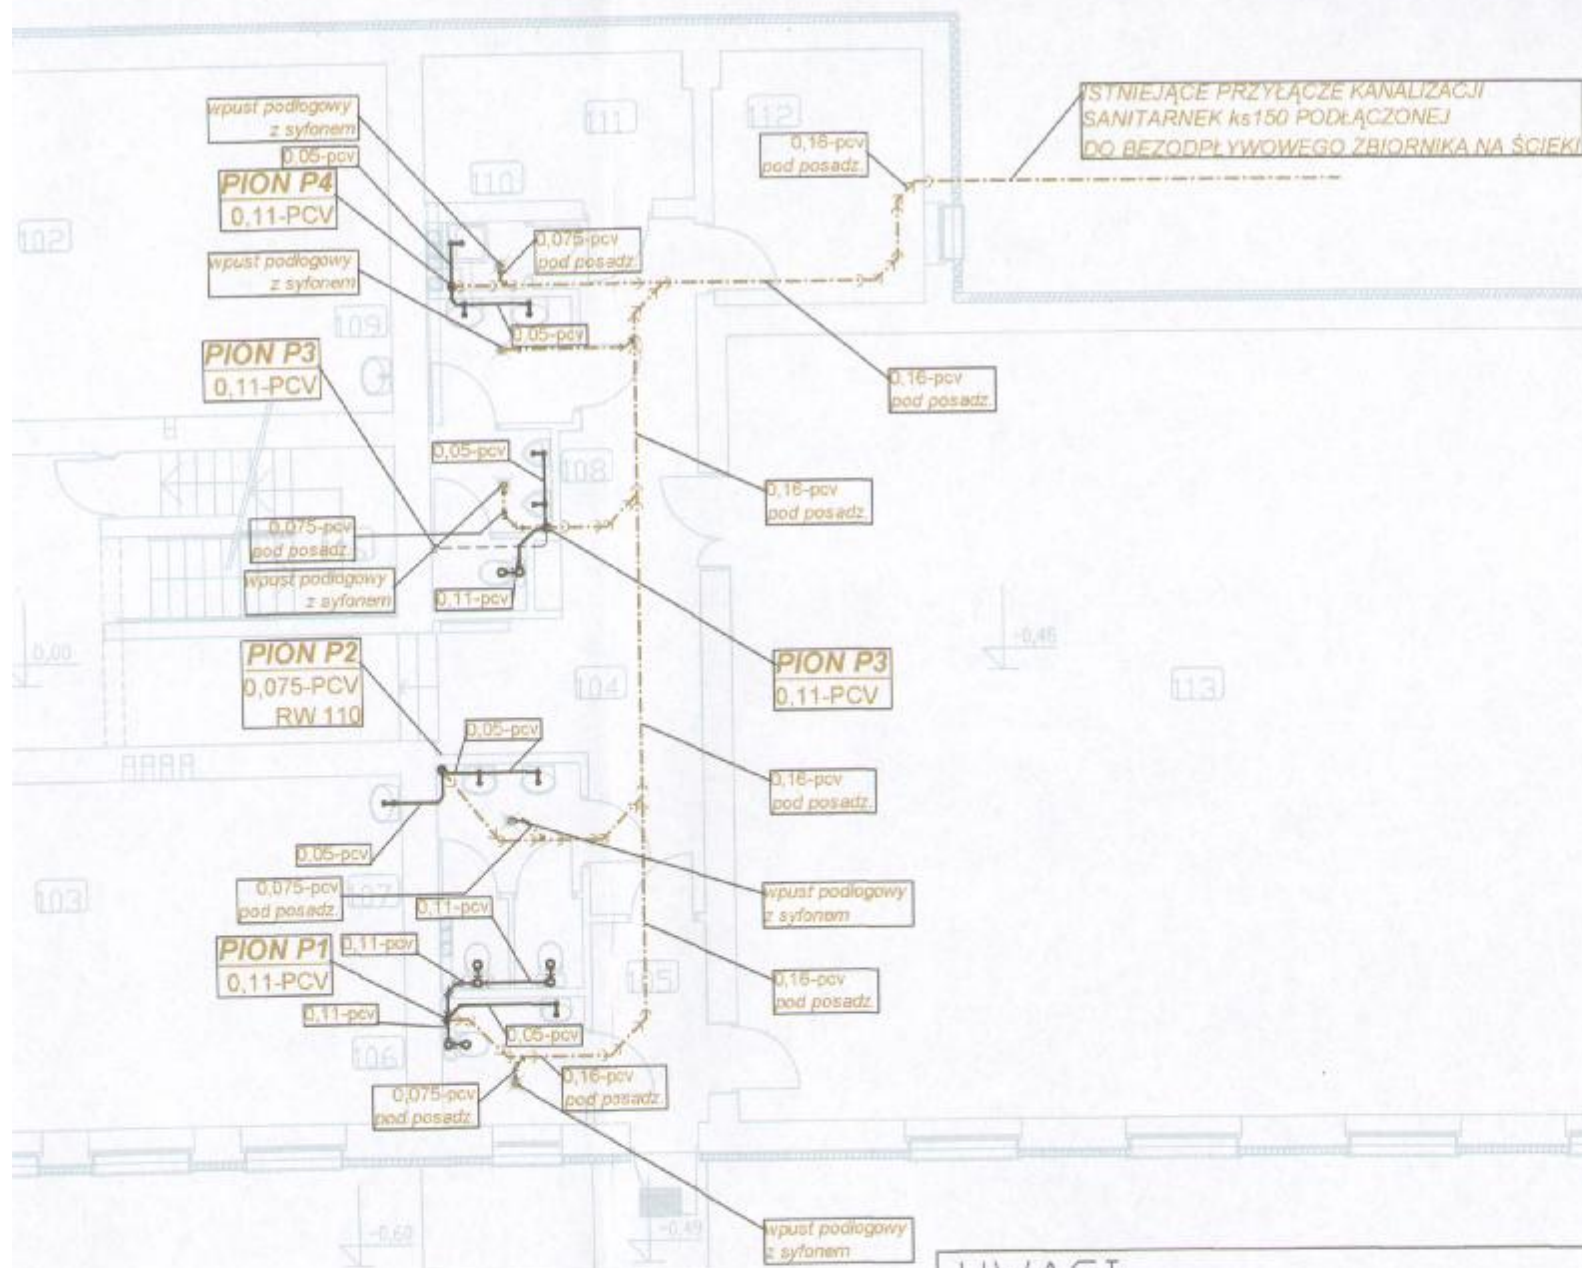 ISTNIEJĄCE PRZYŁĄCZE KANALIZACJI
SANITARNEK ks150 PODŁĄCZONEJ
DO BEZODPŁYWOWEGO ZBIORNIKA NA ŚCIEKI
wpust podłogowy
z syfonem
111
112
0,16-pcv
pod posadz.
0,05-pcv
PION P4
0,11-PCV
110
102
0,075-pcv
pod posadz.
wpust podłogowy
z syfonem
109
0,05-pcv
PION P3
0,11-PCV
0,16-pcv
pod posadz.
0,05-pcv
108
0,16-pcv
pod posadz.
0,075-pcv
pod posadz.
wpust podłogowy
z syfonem
0,11-pcv
0,00
-0,46
PION P2
0,075-PCV
RW 110
104
PION P3
0,11-PCV
113
0,05-pcv
0,16-pcv
pod posadz.
0,05-pcv
103
0,075-pcv
pod posadz.
107
0,11-pcv
wpust podłogowy
z syfonem
PION P1
0,11-PCV
0,11-pcv
115
0,16-pcv
pod posadz.
0,11-pcv
0,05-pcv
106
0,075-pcv
pod posadz.
0,16-pcv
pod posadz.
-0,60
-0,49
wpust podłogowy
z syfonem
UWAGI